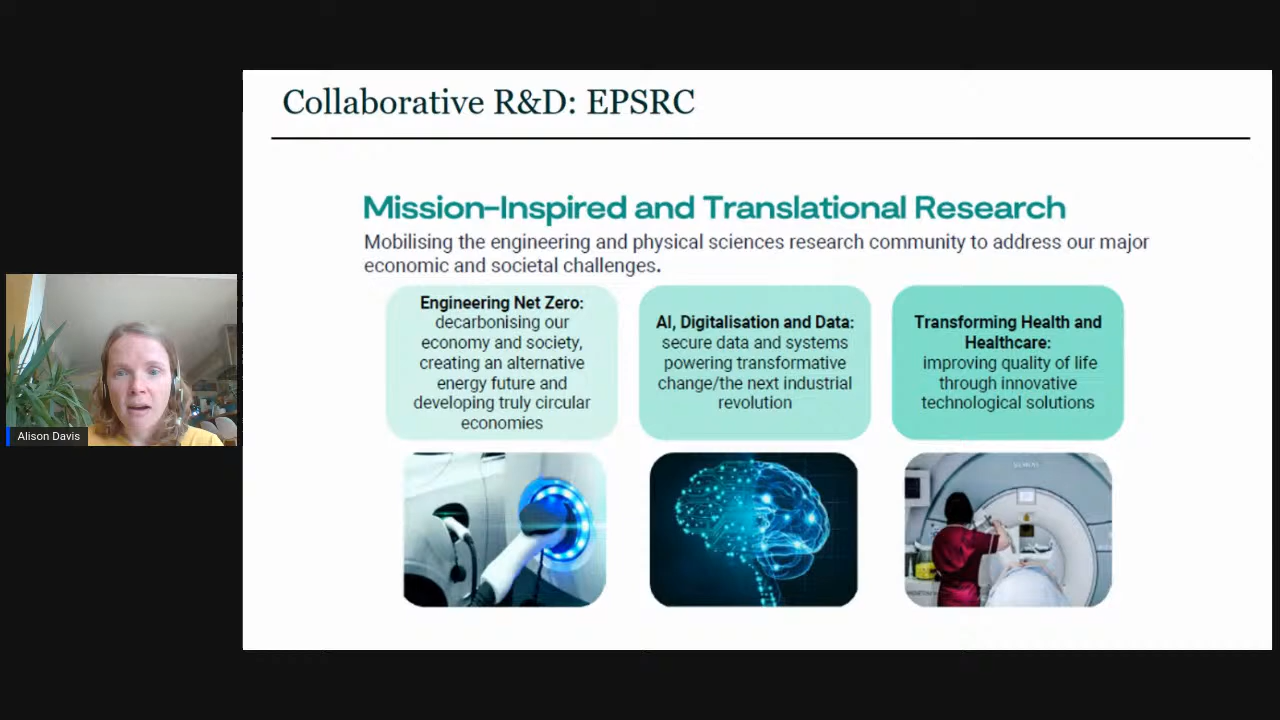 Collaborative R&D: EPSRC
Mission-Inspired and Translational Research
Mobilising the engineering and physical sciences research community to address our major
economic and societal challenges.
Engineering Net Zero:
decarbonising our
economy and society,
creating an alternative
energy future and
developing truly circular
economies
AI, Digitalisation and Data:
secure data and systems
powering transformative
change/the next industrial
revolution
Transforming Health and
Healthcare:
improving quality of life
through innovative
technological solutions
Alison Davis